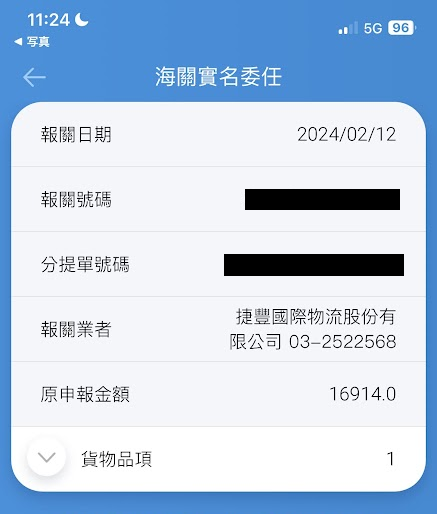 11:24
5G 96
◀ 写真
海關實名委任
報關日期 2024/02/12
報關號碼
分提單號碼
報關業者 捷豐國際物流股份有
限公司 03-2522568
原申報金額 16914.0
貨物品項 1